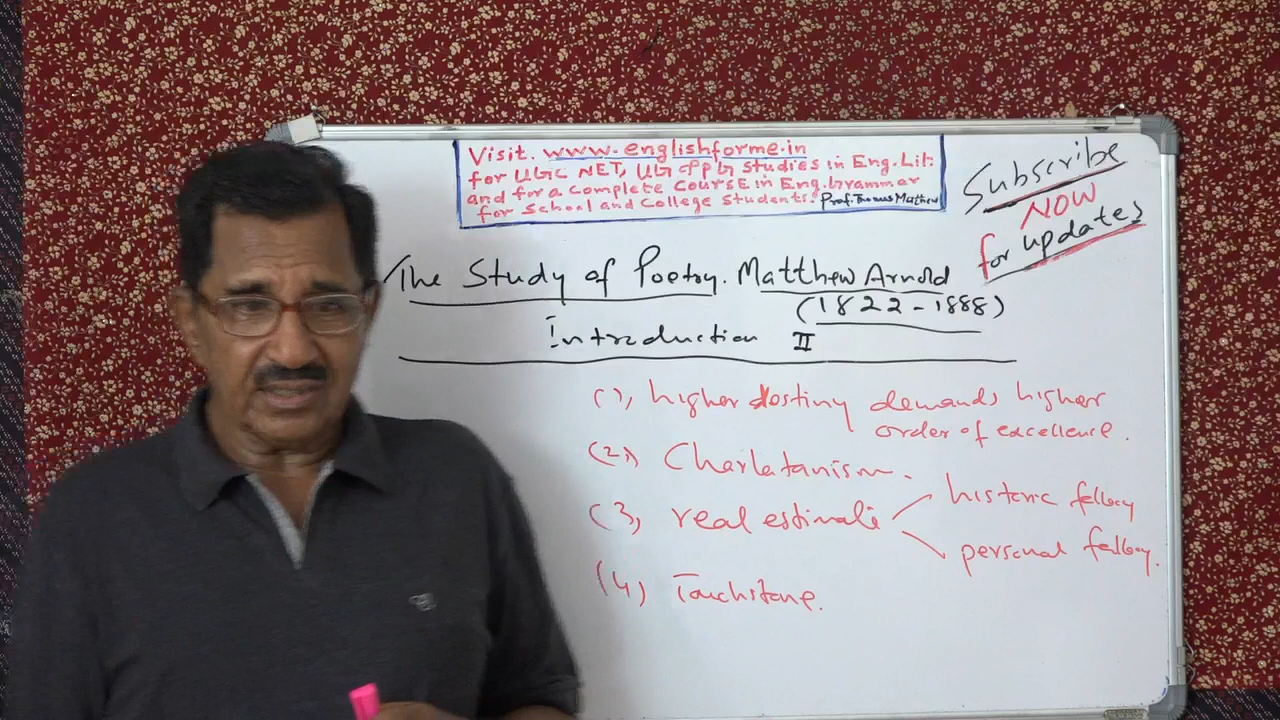 Visit. www.englishforme.in
for UGC NET, UG & PG Studies in Eng. Lit.
and for a Complete Course in Eng. Grammar
for School and College Students. Prof. Thomas Mathew
Subscribe
NOW
for updates
The Study of Poetry. Matthew Arnold
(1822-1888)
Introduction II
(1), higher destiny demands higher
order of excellence.
(2), Charlatanism.
(3, real estimate
historic fallacy
personal fallacy.
(4) Touchstone.